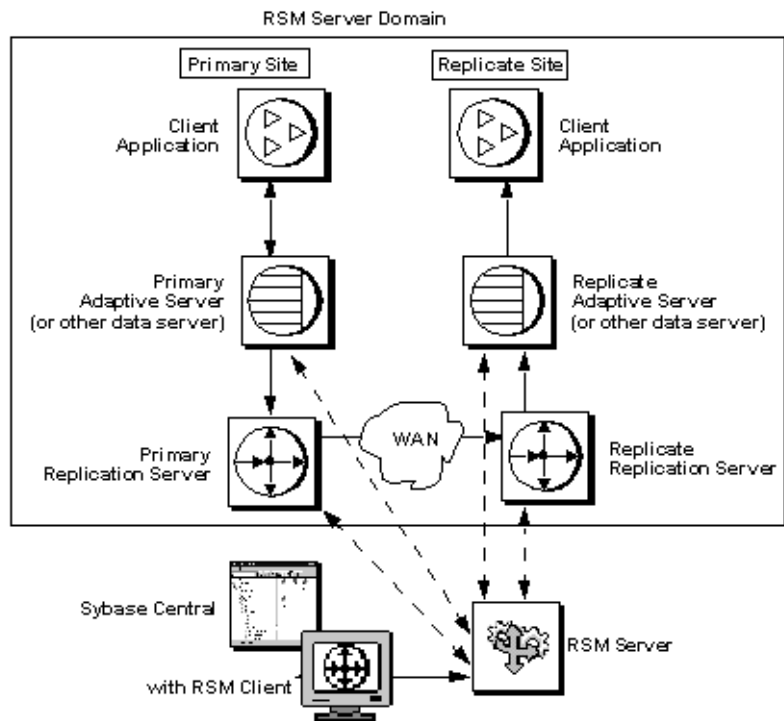 RSM Server Domain
Primary Site
Replicate Site
Client
Application
Client
Application
Primary
Adaptive Server
(or other data server)
Replicate
Adaptive Server
(or other data server)
Primary
Replication Server
WAN
Replicate
Replication Server
Sybase Central
RSM Server
with RSM Client